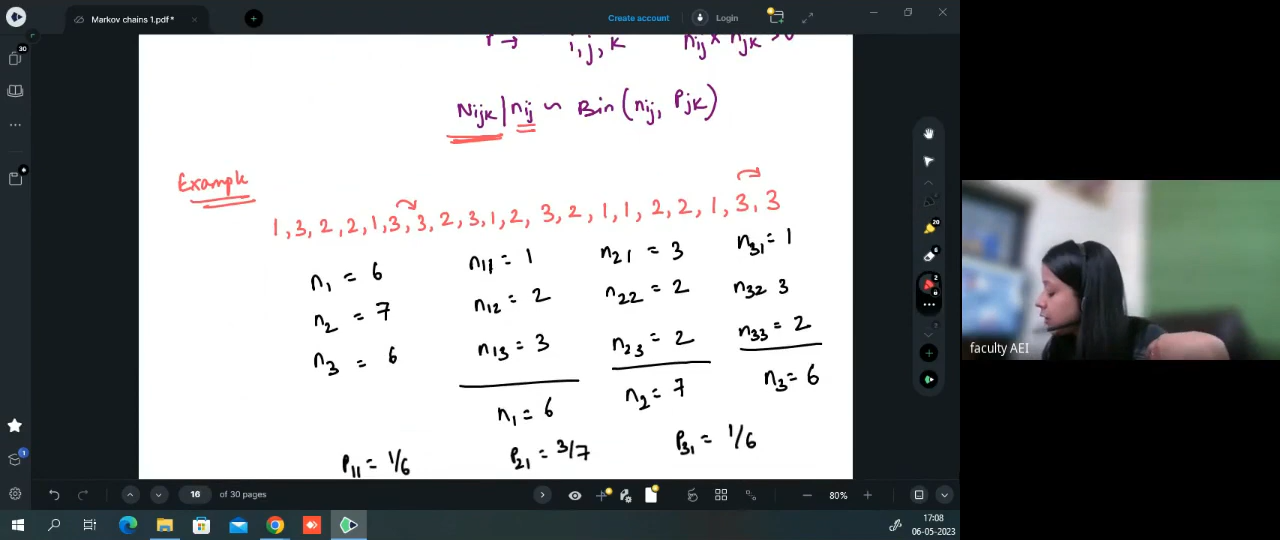 Markov chains 1.pdf*
Create account
Login
30
r → i, j, k nij × njk > 0
Nijk | nij ~ Bin (nij, Pjk)
Example
1, 3, 2, 2, 1, 3, 3, 2, 3, 1, 2, 3, 2, 1, 1, 2, 2, 1, 3, 3
n1 = 6 n11 = 1 n21 = 3 n31 = 1
n2 = 7 n12 = 2 n22 = 2 n32 3
n3 = 6 n13 = 3 n23 = 2 n33 = 2
n1 = 6 n2 = 7 n3 = 6
P11 = 1/6 P21 = 3/7 P31 = 1/6
faculty AEI
16 of 30 pages
80%
17:08
06-05-2023